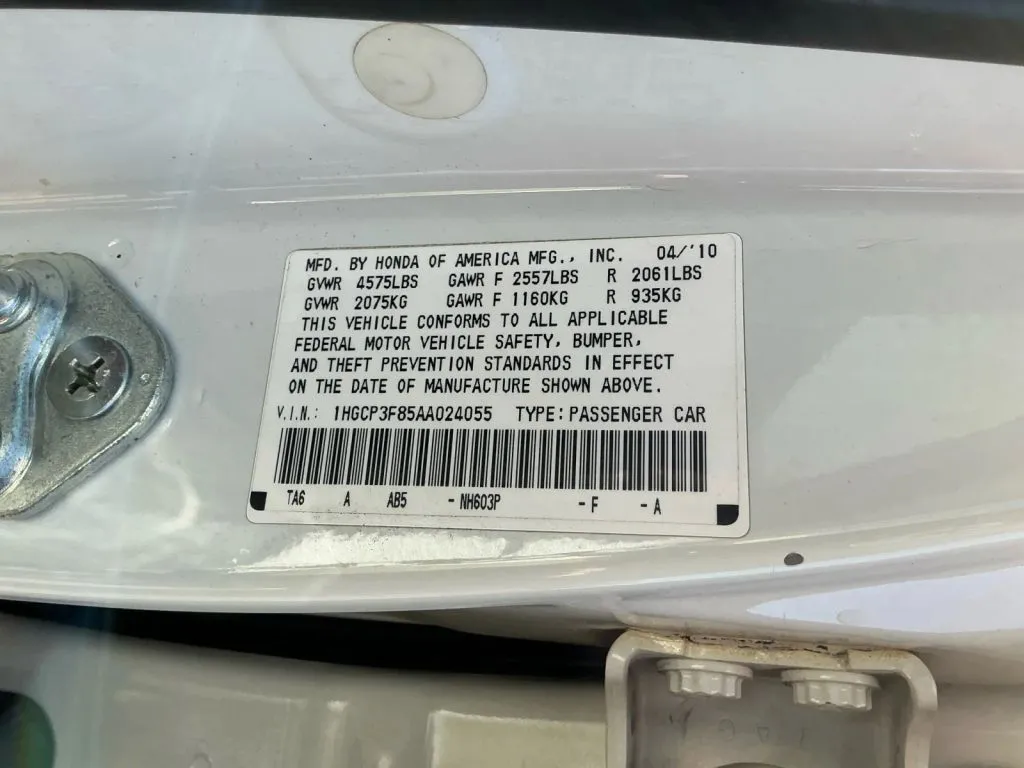 MFD. BY HONDA OF AMERICA MFG., INC. 04/'10
GVWR 4575LBS GAWR F 2557LBS R 2061LBS
GVWR 2075KG GAWR F 1160KG R 935KG
THIS VEHICLE CONFORMS TO ALL APPLICABLE
FEDERAL MOTOR VEHICLE SAFETY, BUMPER,
AND THEFT PREVENTION STANDARDS IN EFFECT
ON THE DATE OF MANUFACTURE SHOWN ABOVE.
V.I.N.: 1HGCP3F85AA024055 TYPE: PASSENGER CAR
TA6 A AB5 -NH603P -F -A